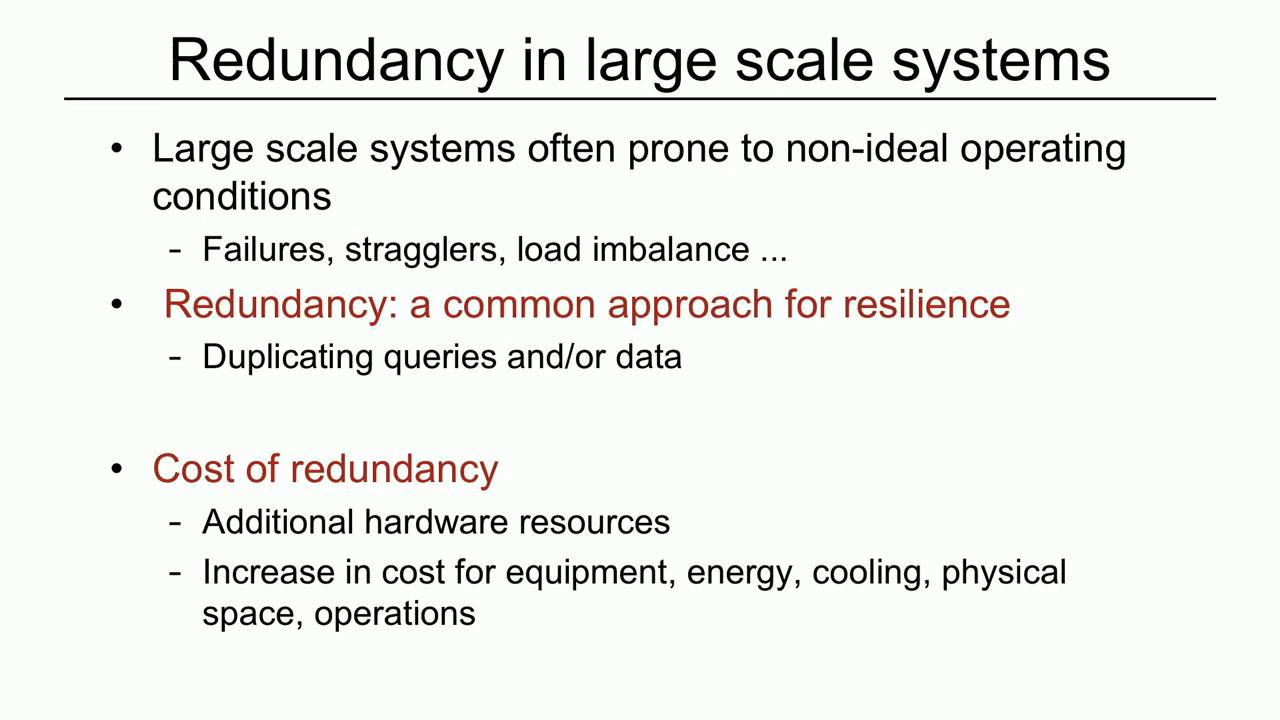 Redundancy in large scale systems
• Large scale systems often prone to non-ideal operating
conditions
- Failures, stragglers, load imbalance ...
• Redundancy: a common approach for resilience
- Duplicating queries and/or data
• Cost of redundancy
- Additional hardware resources
- Increase in cost for equipment, energy, cooling, physical
space, operations